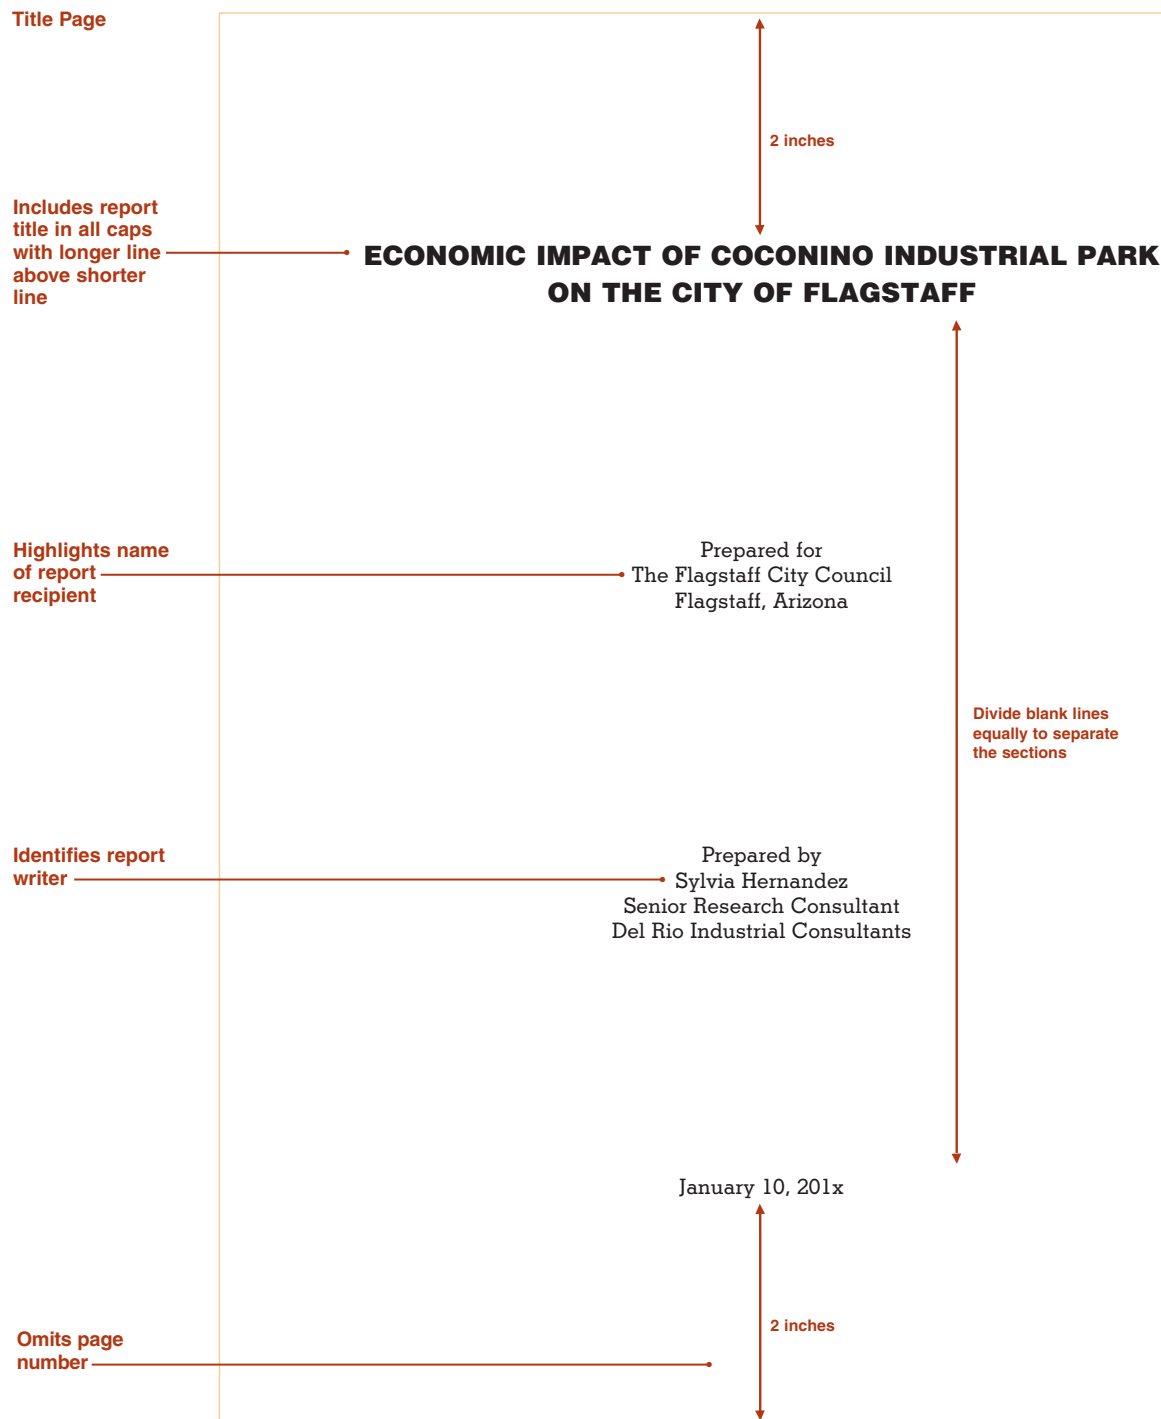 Title Page
2 inches
Includes report
title in all caps
with longer line
above shorter
line
ECONOMIC IMPACT OF COCONINO INDUSTRIAL PARK
ON THE CITY OF FLAGSTAFF
Highlights name
of report
recipient
Prepared for
The Flagstaff City Council
Flagstaff, Arizona
Divide blank lines
equally to separate
the sections
Identifies report
writer
Prepared by
Sylvia Hernandez
Senior Research Consultant
Del Rio Industrial Consultants
January 10, 201x
2 inches
Omits page
number